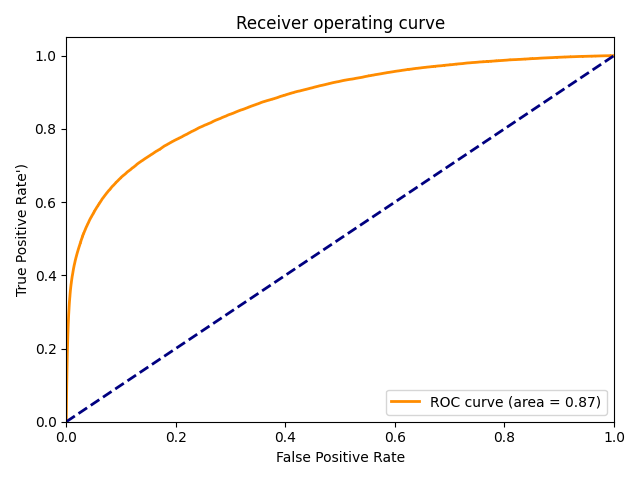 Receiver operating curve
1.0
0.8
0.6
0.4
0.2
0.0
True Positive Rate')
ROC curve (area = 0.87)
0.0 0.2 0.4 0.6 0.8 1.0
False Positive Rate